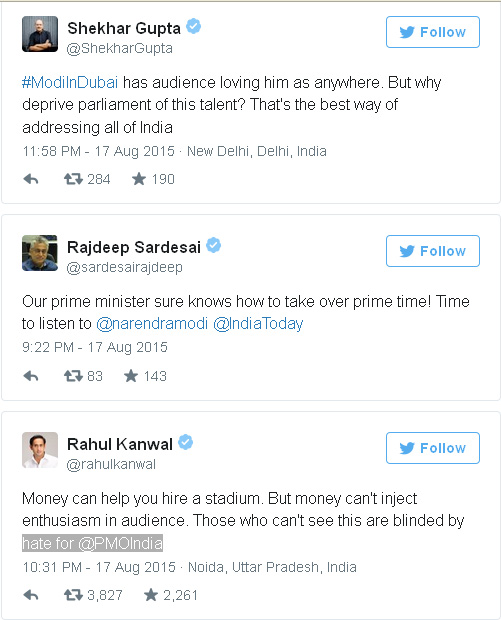 Shekhar Gupta
@ShekharGupta
Follow
#ModiInDubai has audience loving him as anywhere. But why
deprive parliament of this talent? That's the best way of
addressing all of India
11:58 PM - 17 Aug 2015 · New Delhi, Delhi, India
284 190
Rajdeep Sardesai
@sardesairajdeep
Follow
Our prime minister sure knows how to take over prime time! Time
to listen to @narendramodi @IndiaToday
9:22 PM - 17 Aug 2015
83 143
Rahul Kanwal
@rahulkanwal
Follow
Money can help you hire a stadium. But money can't inject
enthusiasm in audience. Those who can't see this are blinded by
hate for @PMOIndia
10:31 PM - 17 Aug 2015 · Noida, Uttar Pradesh, India
3,827 2,261